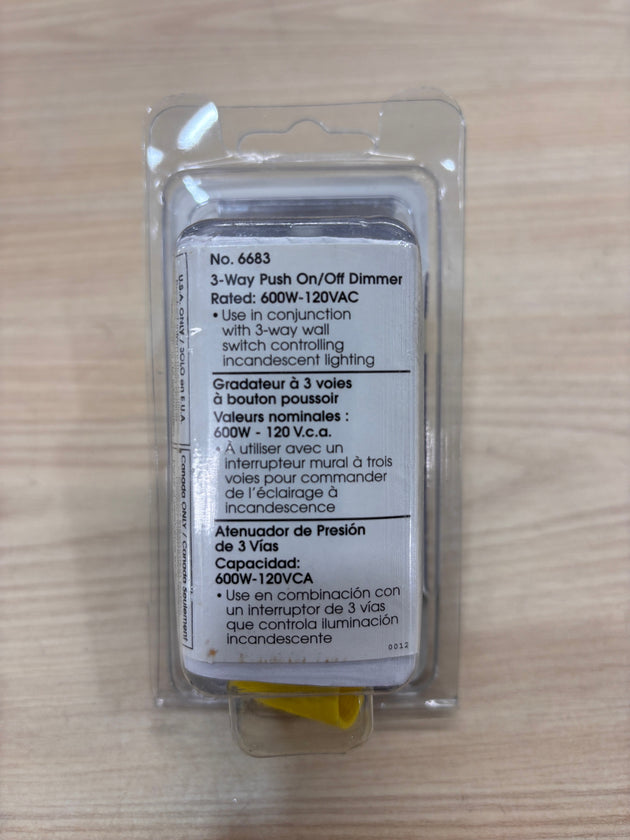 No. 6683
3-Way Push On/Off Dimmer
Rated: 600W-120VAC
• Use in conjunction
with 3-way wall
switch controlling
incandescent lighting
Gradateur à 3 voies
à bouton poussoir
Valeurs nominales :
600W - 120 V.c.a.
• À utiliser avec un
interrupteur mural à trois
voies pour commander
de l'éclairage à
incandescence
Atenuador de Presión
de 3 Vías
Capacidad:
600W-120VCA
• Use en combinación con
un interruptor de 3 vías
que controla iluminación
incandescente
0012
U.S.A. ONLY / SOLO en E.U.A.
Canada ONLY / Canada Seulement